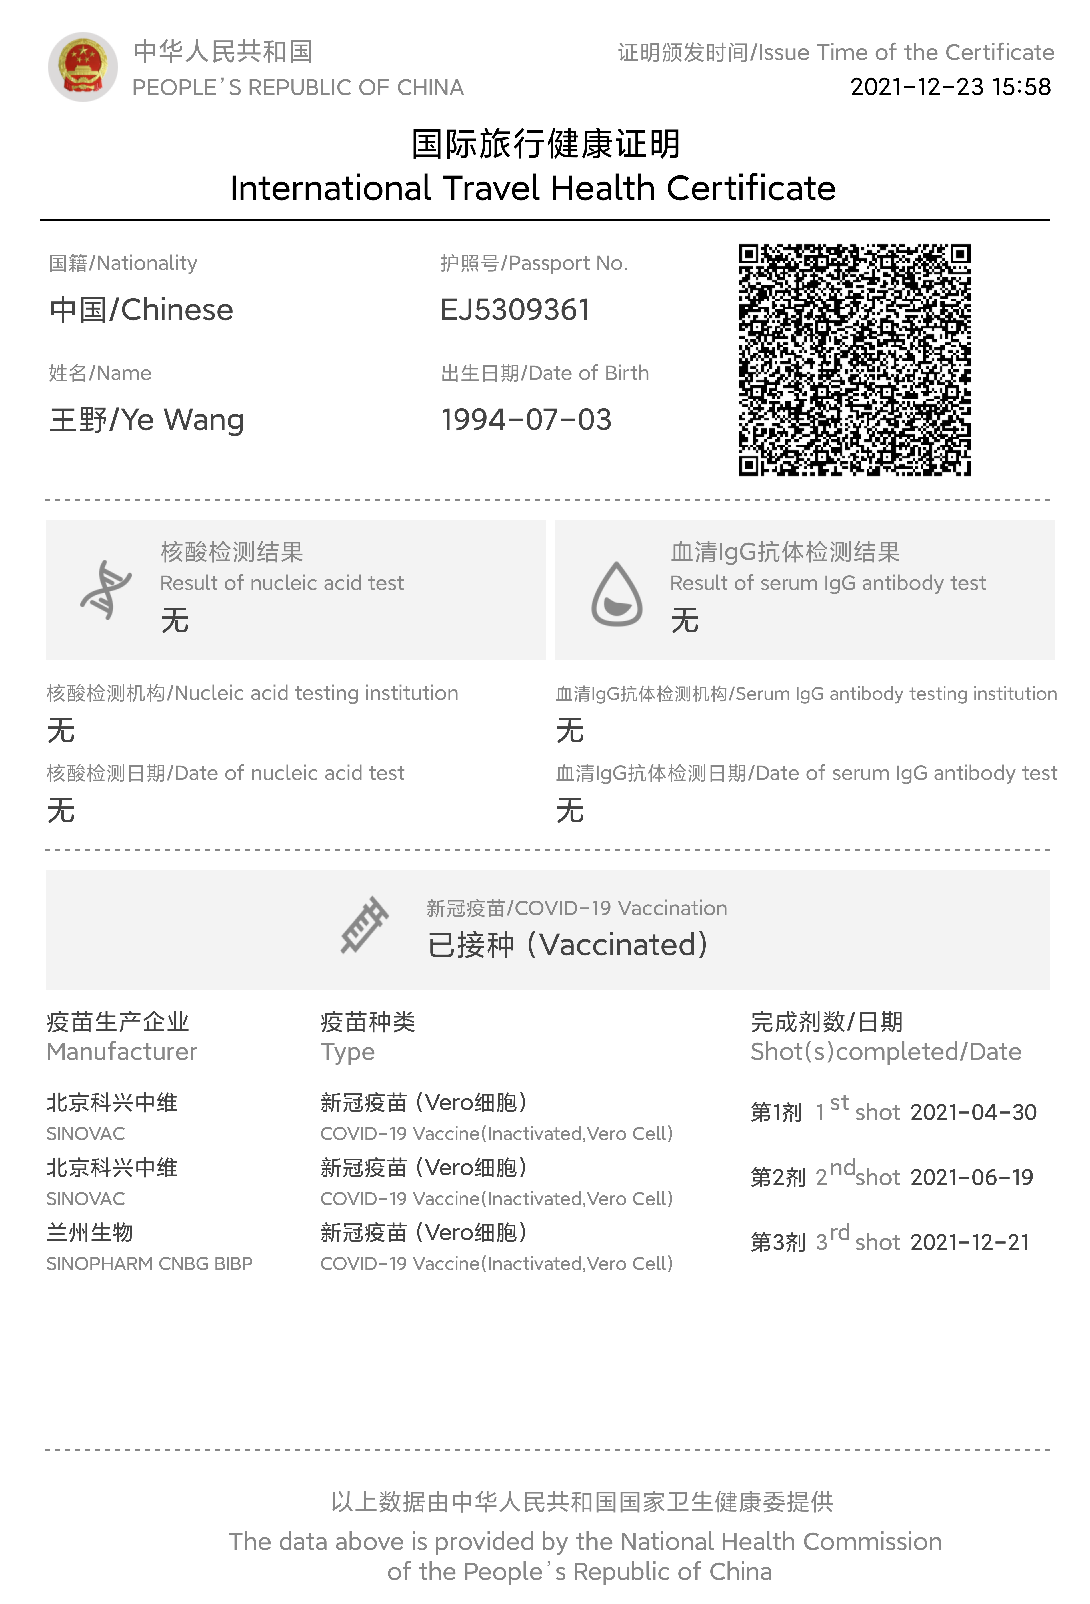 中华人民共和国
PEOPLE'S REPUBLIC OF CHINA
证明颁发时间/Issue Time of the Certificate
2021-12-23 15:58
国际旅行健康证明
International Travel Health Certificate
国籍/Nationality
中国/Chinese
护照号/Passport No.
EJ5309361
姓名/Name
王野/Ye Wang
出生日期/Date of Birth
1994-07-03
核酸检测结果
Result of nucleic acid test
无
血清IgG抗体检测结果
Result of serum IgG antibody test
无
核酸检测机构/Nucleic acid testing institution
无
血清IgG抗体检测机构/Serum IgG antibody testing institution
无
核酸检测日期/Date of nucleic acid test
无
血清IgG抗体检测日期/Date of serum IgG antibody test
无
新冠疫苗/COVID-19 Vaccination
已接种 (Vaccinated)
疫苗生产企业 疫苗种类 完成剂数/日期
Manufacturer Type Shot(s)completed/Date
北京科兴中维 新冠疫苗 (Vero细胞)
SINOVAC COVID-19 Vaccine(Inactivated,Vero Cell)
第1剂 1st shot 2021-04-30
北京科兴中维 新冠疫苗 (Vero细胞)
SINOVAC COVID-19 Vaccine(Inactivated,Vero Cell)
第2剂 2nd shot 2021-06-19
兰州生物 新冠疫苗 (Vero细胞)
SINOPHARM CNBG BIBP COVID-19 Vaccine(Inactivated,Vero Cell)
第3剂 3rd shot 2021-12-21
以上数据由中华人民共和国国家卫生健康委提供
The data above is provided by the National Health Commission
of the People's Republic of China